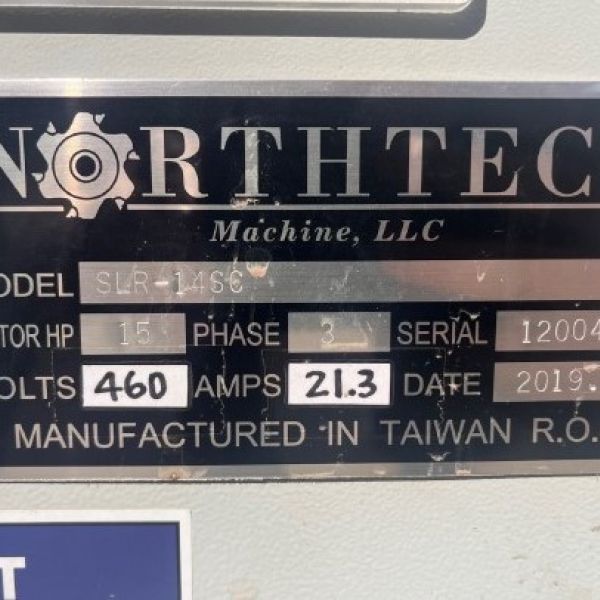 NORTHTEC
Machine, LLC
ODEL SLR-14SC
TOR HP 15 PHASE 3 SERIAL 12004
OLTS 460 AMPS 21.3 DATE 2019.
MANUFACTURED IN TAIWAN R.O.
T